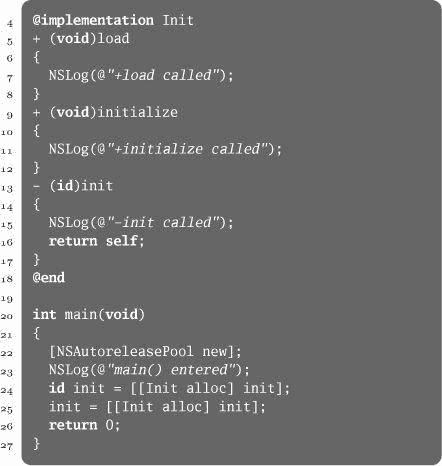 4 @implementation Init
5 + (void)load
6 {
7 NSLog(@"+load called");
8 }
9 + (void)initialize
10 {
11 NSLog(@"+initialize called");
12 }
13 - (id)init
14 {
15 NSLog(@"-init called");
16 return self;
17 }
18 @end
19
20 int main(void)
21 {
22 [NSAutoreleasePool new];
23 NSLog(@"main() entered");
24 id init = [[Init alloc] init];
25 init = [[Init alloc] init];
26 return 0;
27 }